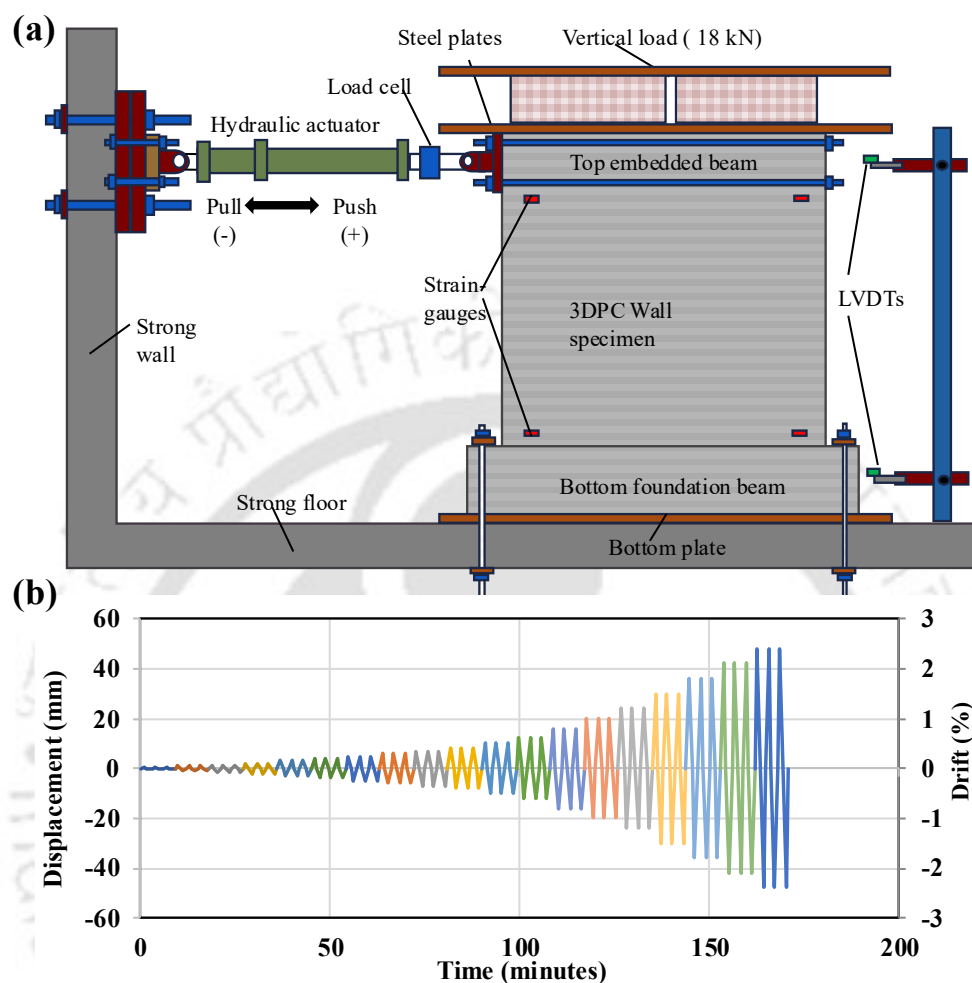 (a)
Steel plates
Vertical load ( 18 kN)
Load cell
Hydraulic actuator
Top embedded beam
Pull
(-)
Push
(+)
Strain-
gauges
LVDTs
Strong
wall
3DPC Wall
specimen
Bottom foundation beam
Strong floor
Bottom plate
(b)
Displacement (mm)
60
40
20
0
-20
-40
-60
3
2
1
0
-1
-2
-3
Drift (%)
0
50
100
150
200
Time (minutes)